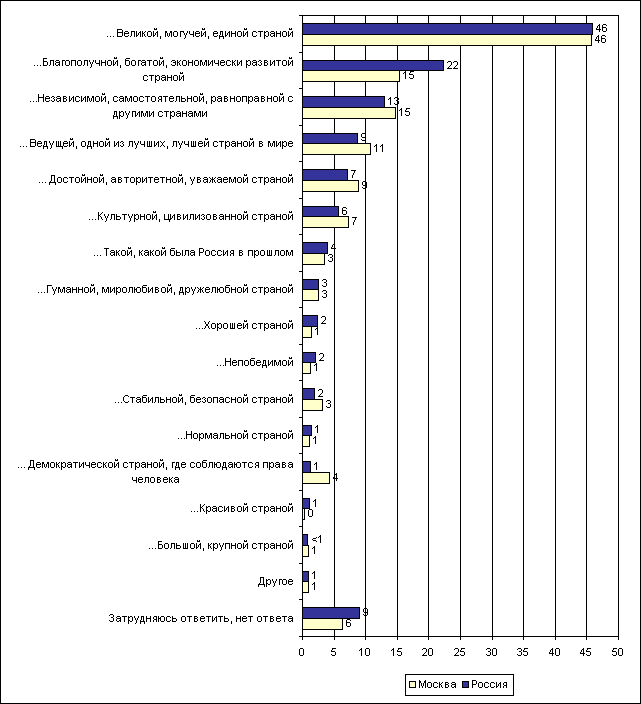 ...Великой, могучей, единой страной
46
46
...Благополучной, богатой, экономически развитой
страной
22
15
...Независимой, самостоятельной, равноправной с
другими странами
13
15
...Ведущей, одной из лучших, лучшей страной в мире
9
11
...Достойной, авторитетной, уважаемой страной
7
9
...Культурной, цивилизованной страной
6
7
...Такой, какой была Россия в прошлом
4
3
...Гуманной, миролюбивой, дружелюбной страной
3
3
...Хорошей страной
2
1
...Непобедимой
2
1
...Стабильной, безопасной страной
2
3
...Нормальной страной
1
1
...Демократической страной, где соблюдаются права
человека
1
4
...Красивой страной
1
0
...Большой, крупной страной
<1
1
Другое
1
1
Затрудняюсь ответить, нет ответа
9
6
0 5 10 15 20 25 30 35 40 45 50
Москва Россия